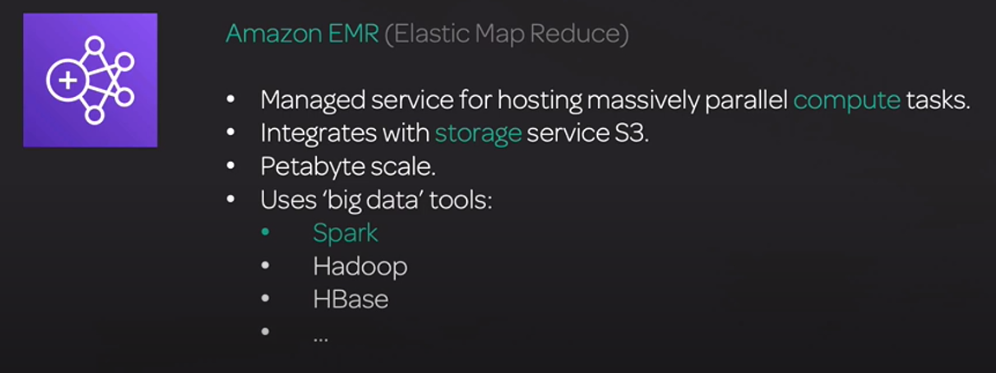 Amazon EMR (Elastic Map Reduce)
• Managed service for hosting massively parallel compute tasks.
• Integrates with storage service S3.
• Petabyte scale.
• Uses ‘big data’ tools:
• Spark
• Hadoop
• HBase
• ...